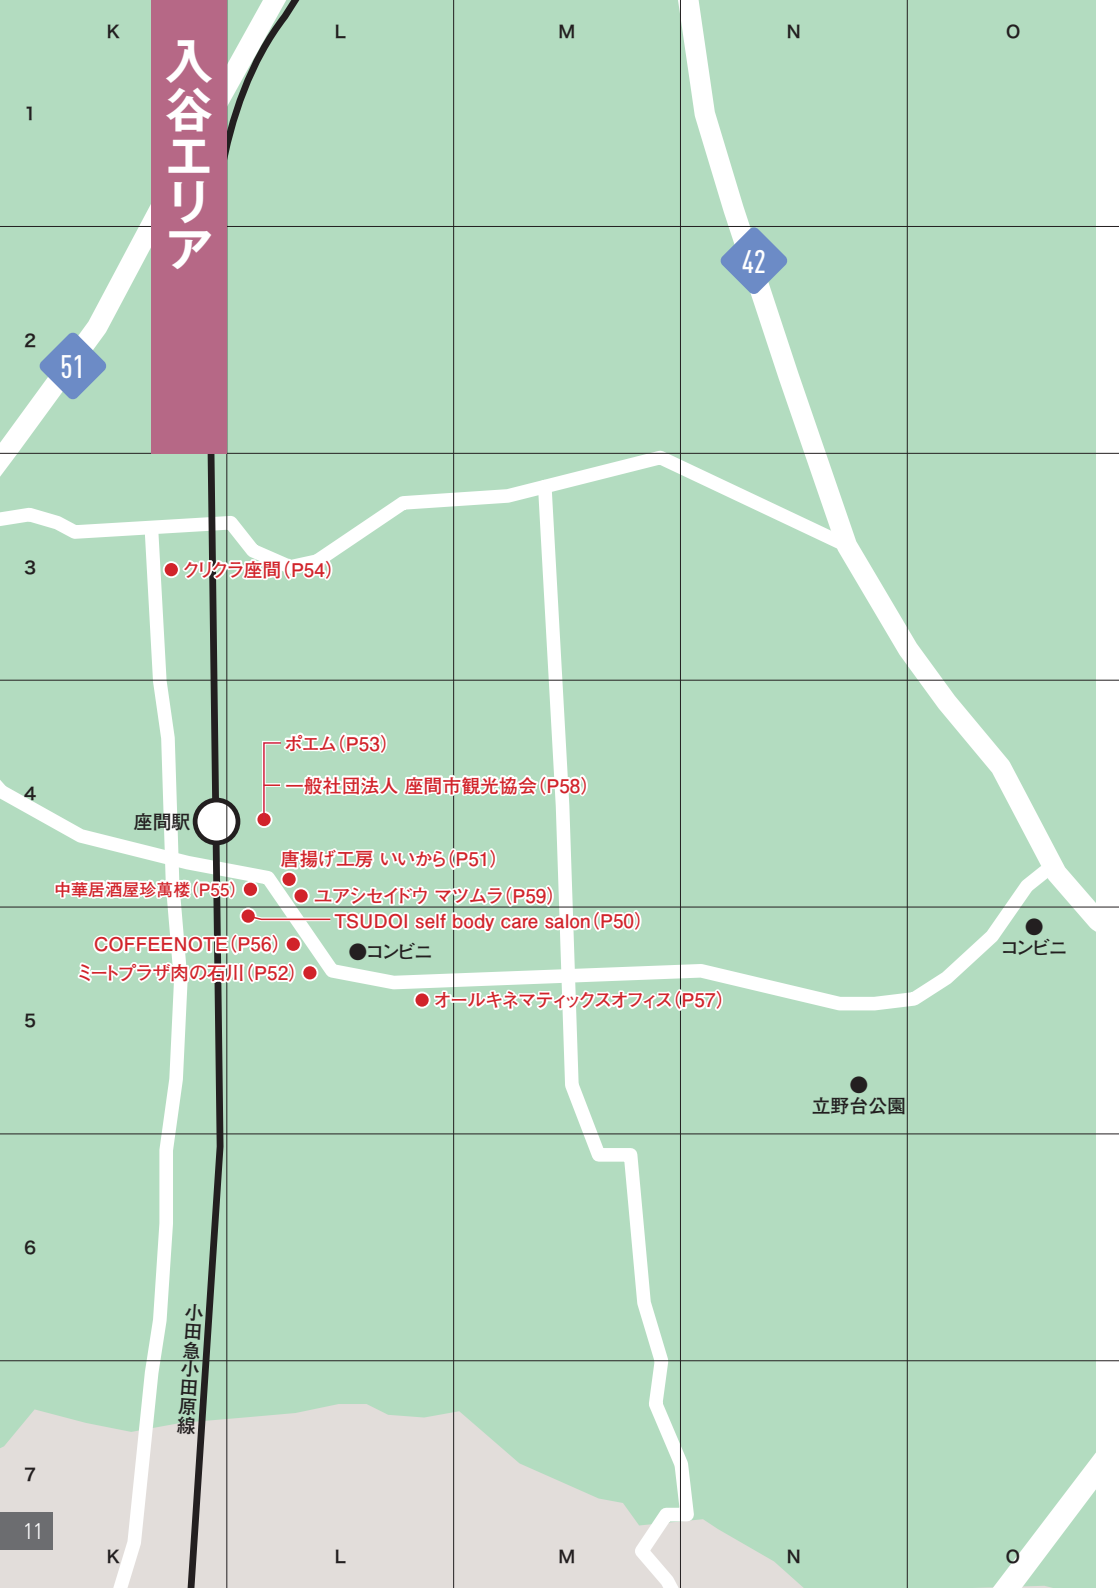 K
L
M
N
O
入谷エリア
1
42
2
51
3
クリクラ座間(P54)
ポエム(P53)
4
一般社団法人 座間市観光協会(P58)
座間駅
唐揚げ工房 いいから(P51)
中華居酒屋珍萬楼(P55)
ユアシセイドウ マツムラ(P59)
TSUDOI self body care salon(P50)
COFFEENOTE(P56)
コンビニ
コンビニ
ミートプラザ肉の石川(P52)
オールキネマティックスオフィス(P57)
5
立野台公園
6
小田急小田原線
7
11
K
L
M
N
O